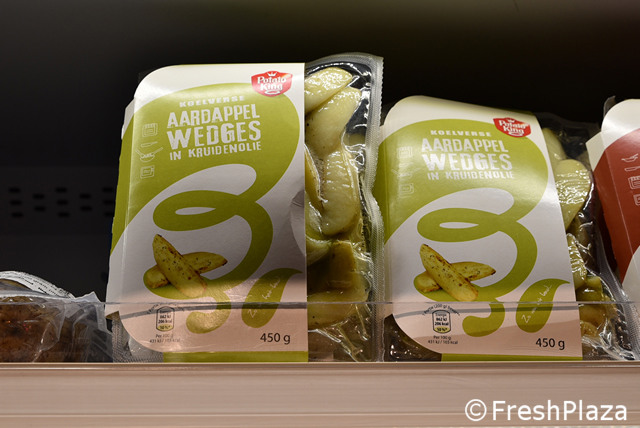 Potato
King
KOELVERSE
AARDAPPEL
WEDGES
IN KRUIDENOLIE
450 g
Potato
King
KOELVERSE
AARDAPPEL
WEDGES
IN KRUIDENOLIE
450 g
©FreshPlaza